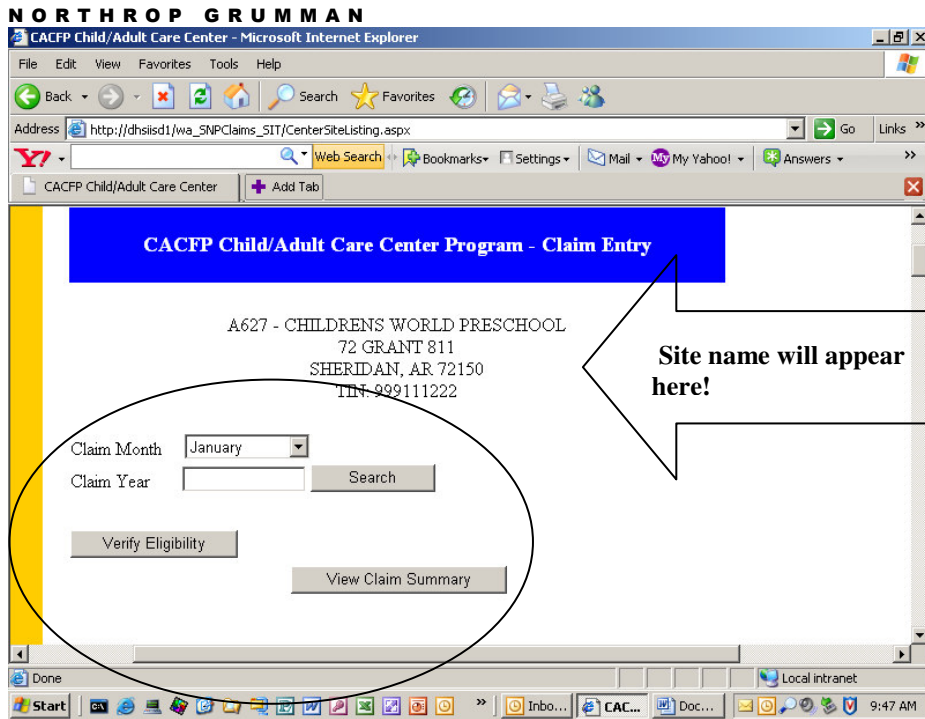 NORTHROP GRUMMAN
CACFP Child/Adult Care Center - Microsoft Internet Explorer
File Edit View Favorites Tools Help
Back Search Favorites
Address http://dhsiisd1/wa_SNPClaims_SIT/CenterSiteListing.aspx Go Links »
Y! Web Search Bookmarks Settings Mail My My Yahoo! Answers »
CACFP Child/Adult Care Center Add Tab
CACFP Child/Adult Care Center Program - Claim Entry
A627 - CHILDRENS WORLD PRESCHOOL
72 GRANT 811
SHERIDAN, AR 72150
TIN: 999111222
Site name will appear
here!
Claim Month January
Claim Year Search
Verify Eligibility
View Claim Summary
Done Local intranet
Start » Inbo... CAC... Doc... 9:47 AM